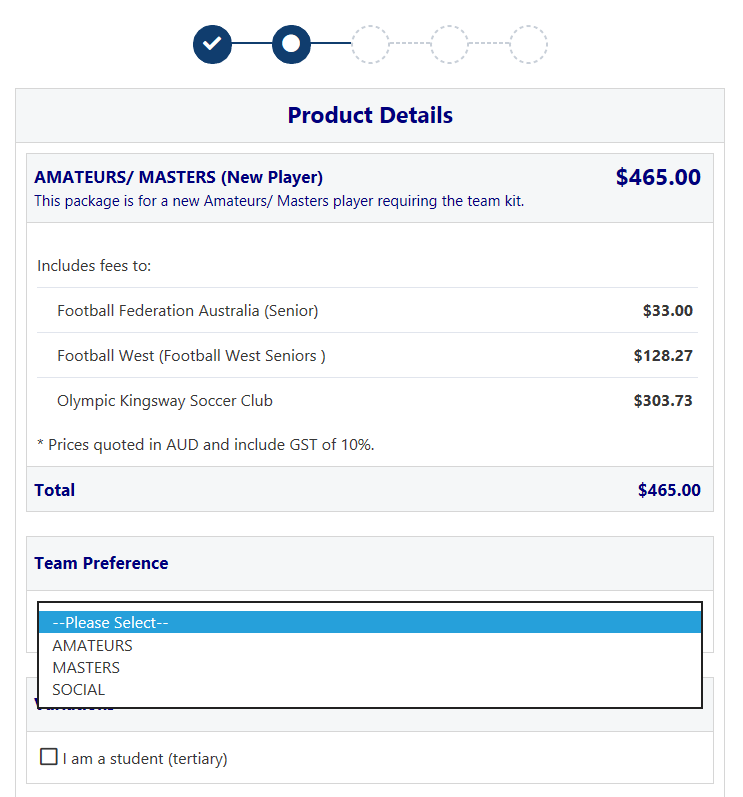 Product Details
AMATEURS/ MASTERS (New Player) $465.00
This package is for a new Amateurs/ Masters player requiring the team kit.
Includes fees to:
Football Federation Australia (Senior) $33.00
Football West (Football West Seniors ) $128.27
Olympic Kingsway Soccer Club $303.73
* Prices quoted in AUD and include GST of 10%.
Total $465.00
Team Preference
--Please Select--
AMATEURS
MASTERS
SOCIAL
I am a student (tertiary)